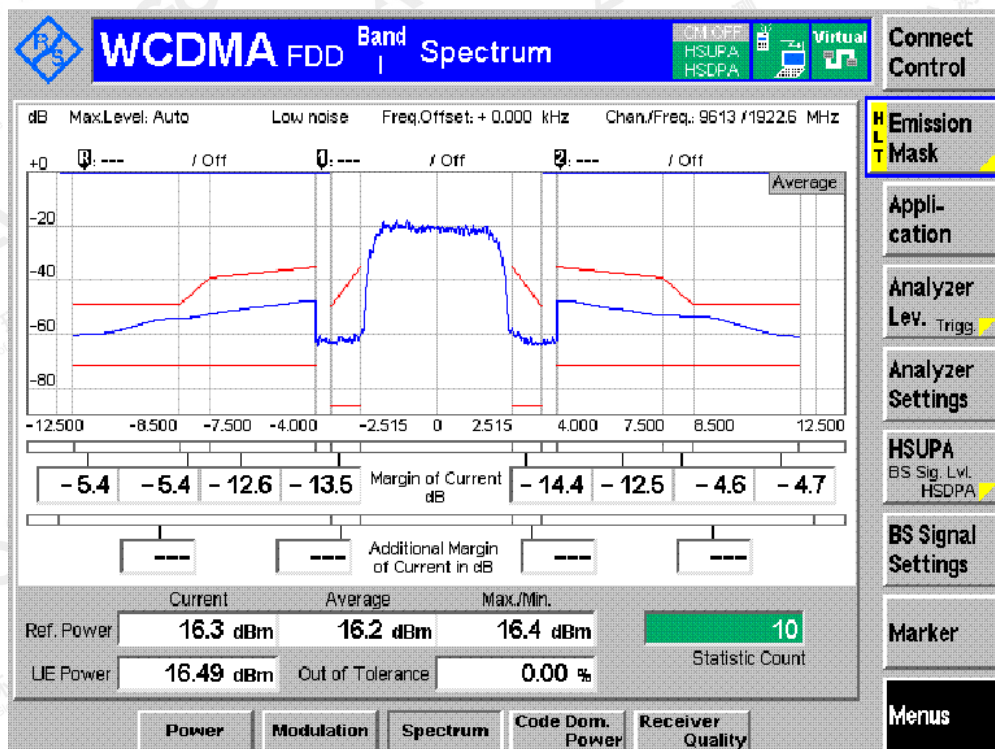 R&S
WCDMA FDD Band I Spectrum
CM OFF
HSUPA
HSDPA
Virtual
Connect Control
dB Max.Level: Auto Low noise Freq.Offset: + 0.000 kHz Chan./Freq.: 9613 / 1922.6 MHz
R: --- / Off 1: --- / Off 2: --- / Off
HLT Emission Mask
Average
+0
-20
-40
-60
-80
-12.500 -8.500 -7.500 -4.000 -2.515 0 2.515 4.000 7.500 8.500 12.500
Appli-
cation
Analyzer
Lev. Trigg.
Analyzer
Settings
- 5.4 - 5.4 - 12.6 - 13.5 Margin of Current dB - 14.4 - 12.5 - 4.6 - 4.7
HSUPA
BS Sig. Lvl.
HSDPA
--- --- Additional Margin of Current in dB --- ---
BS Signal
Settings
Current Average Max./Min.
Ref. Power 16.3 dBm 16.2 dBm 16.4 dBm 10
Statistic Count
UE Power 16.49 dBm Out of Tolerance 0.00 %
Marker
Menus
Power Modulation Spectrum Code Dom. Power Receiver Quality